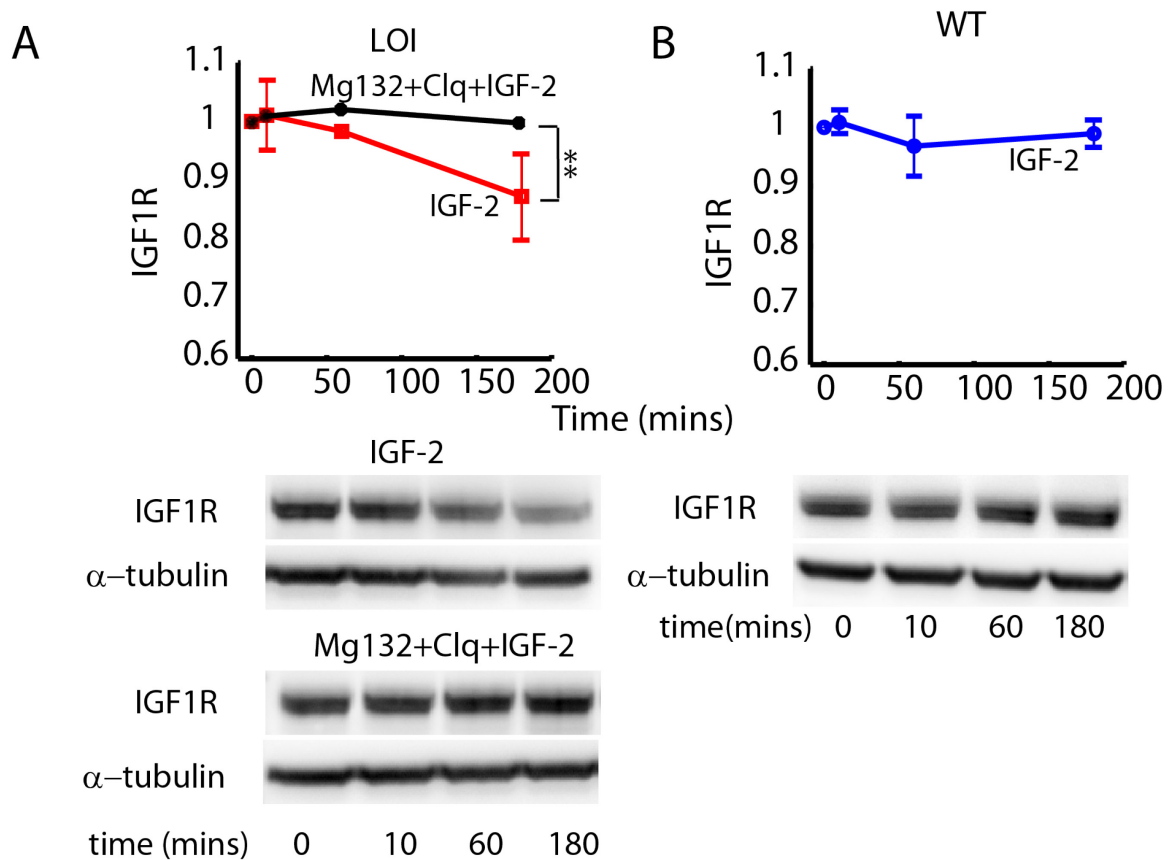 A
LOI
Mg132+Clq+IGF-2
IGF-2
**
IGF1R
1.1
1
0.9
0.8
0.7
0.6
0 50 100 150 200
B
WT
IGF-2
IGF1R
1.1
1
0.9
0.8
0.7
0.6
0 50 100 150 200
Time (mins)
IGF-2
IGF1R
α−tubulin
Mg132+Clq+IGF-2
IGF1R
α−tubulin
time (mins) 0 10 60 180
IGF1R
α−tubulin
time(mins) 0 10 60 180